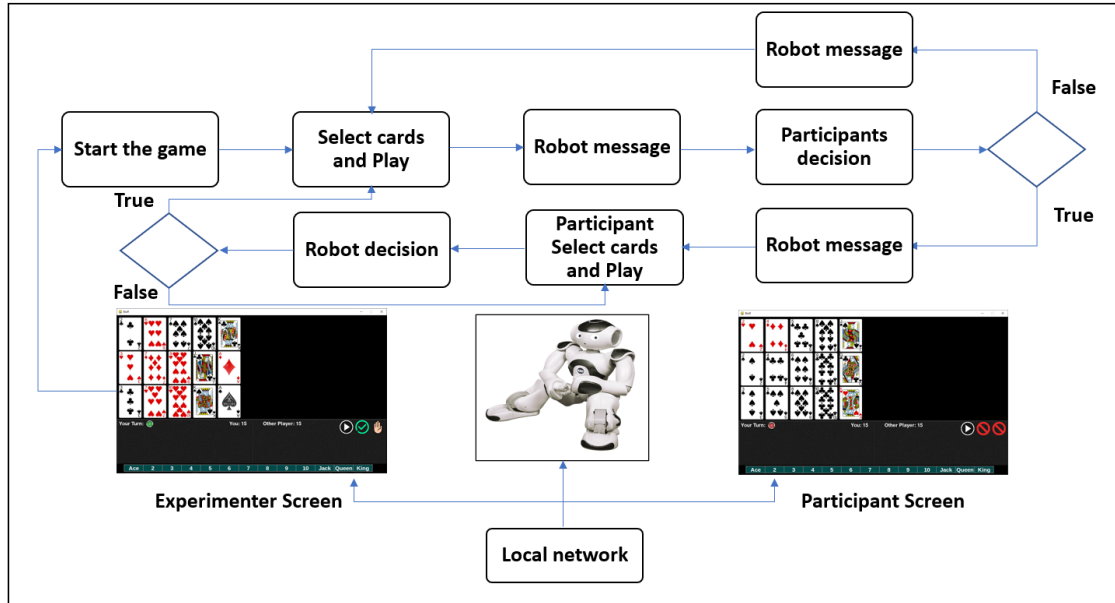 Robot message
False
Start the game
Select cards
and Play
Robot message
Participants
decision
True
True
Robot decision
Participant
Select cards
and Play
Robot message
False
Bluff
Your Turn:
You: 15
Other Player: 15
Ace 2 3 4 5 6 7 8 9 10 Jack Queen King
Experimenter Screen
Your Turn:
You: 15
Other Player: 15
Ace 2 3 4 5 6 7 8 9 10 Jack Queen King
Participant Screen
Local network